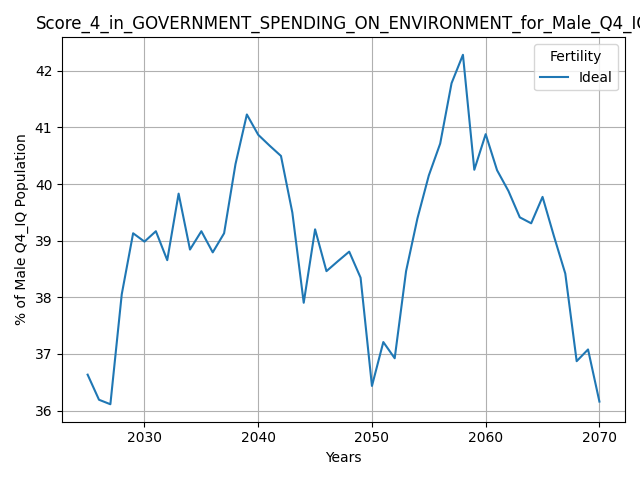 Score_4_in_GOVERNMENT_SPENDING_ON_ENVIRONMENT_for_Male_Q4_IQ
Fertility
Ideal
% of Male Q4_IQ Population
42
41
40
39
38
37
36
2030 2040 2050 2060 2070
Years